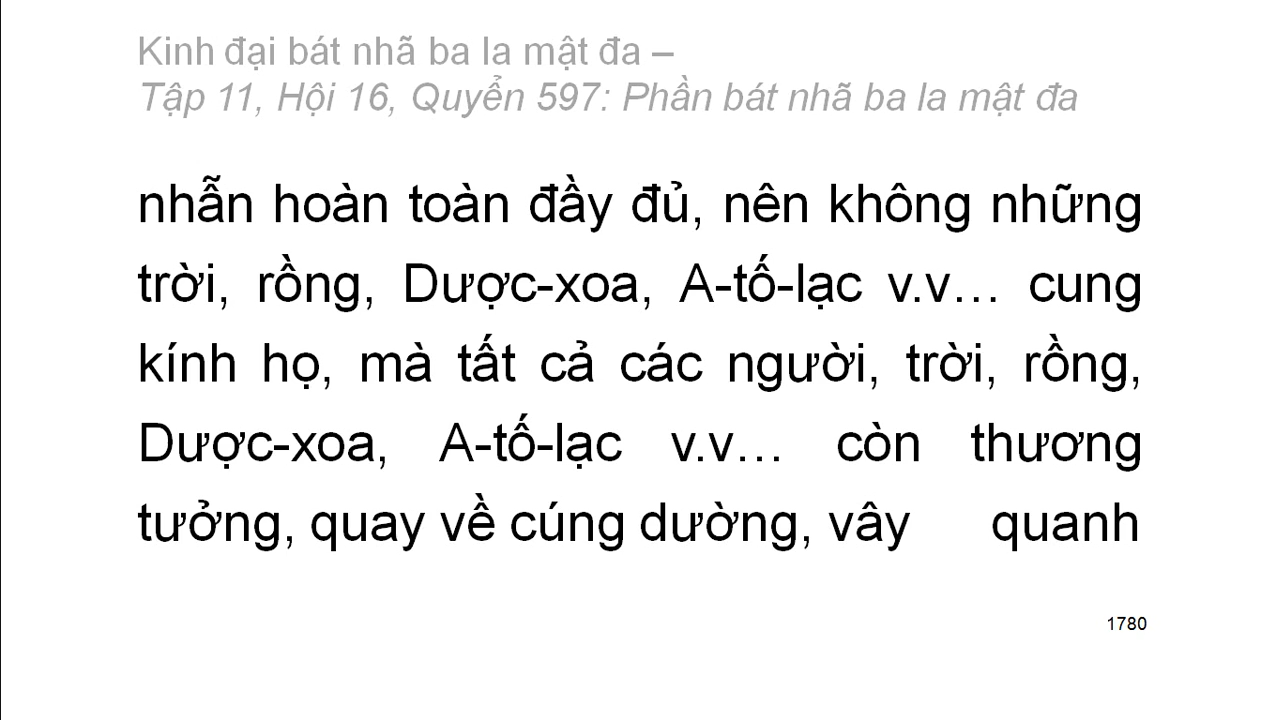 Kinh đại bát nhã ba la mật đa –
Tập 11, Hội 16, Quyển 597: Phần bát nhã ba la mật đa
nhẫn hoàn toàn đầy đủ, nên không những
trời, rồng, Dược-xoa, A-tố-lạc v.v… cung
kính họ, mà tất cả các người, trời, rồng,
Dược-xoa, A-tố-lạc v.v… còn thương
tưởng, quay về cúng dường, vây quanh
1780